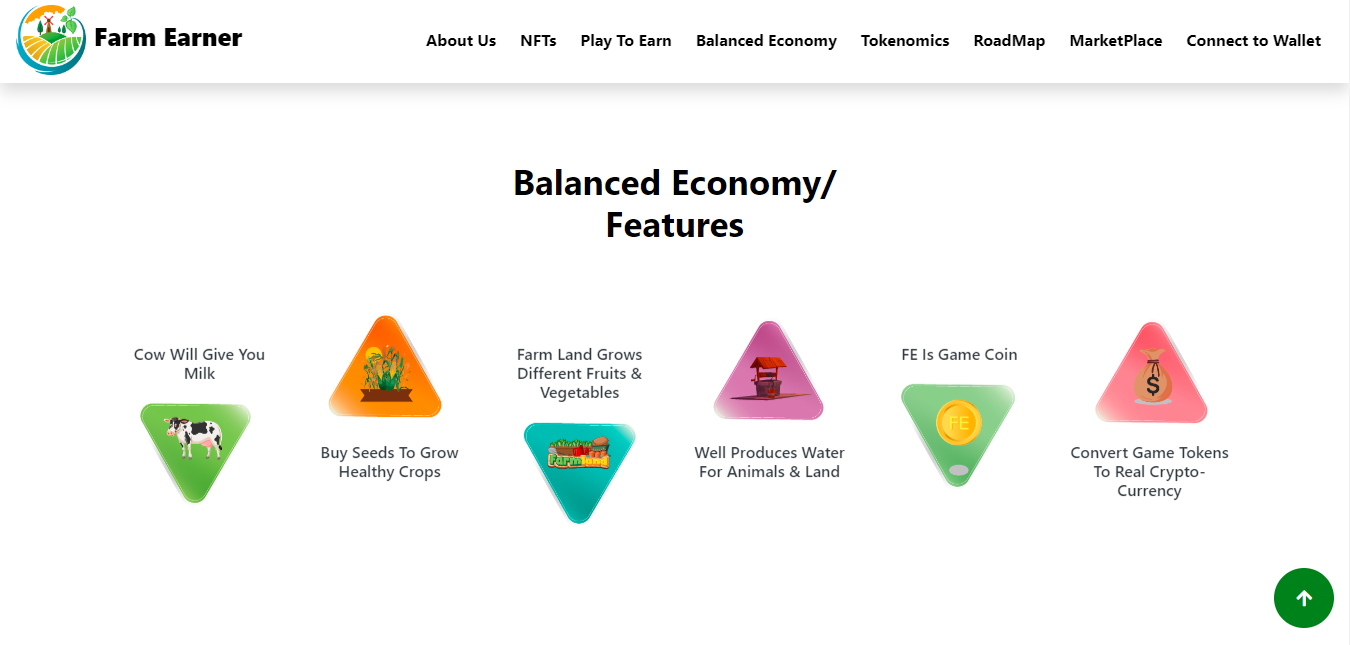 Farm Earner
About Us
NFTs
Play To Earn
Balanced Economy
Tokenomics
RoadMap
MarketPlace
Connect to Wallet
Balanced Economy/
Features
Cow Will Give You
Milk
Buy Seeds To Grow
Healthy Crops
Farm Land Grows
Different Fruits &
Vegetables
Farmland
Well Produces Water
For Animals & Land
FE Is Game Coin
FE
$
Convert Game Tokens
To Real Crypto-
Currency